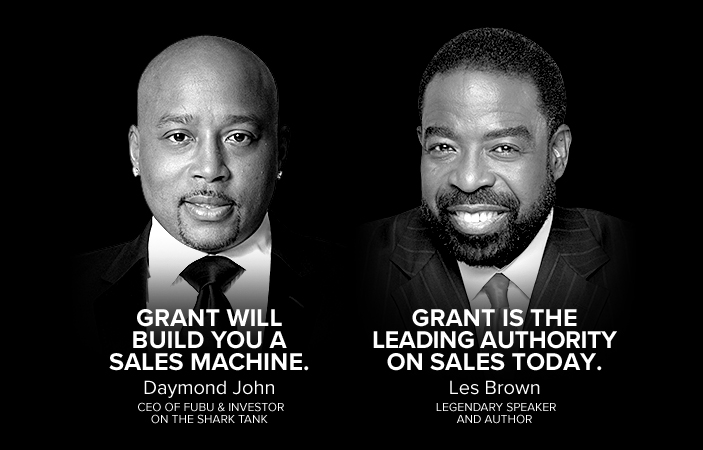 GRANT WILL
BUILD YOU A
SALES MACHINE.
Daymond John
CEO OF FUBU & INVESTOR
ON THE SHARK TANK
GRANT IS THE
LEADING AUTHORITY
ON SALES TODAY.
Les Brown
LEGENDARY SPEAKER
AND AUTHOR